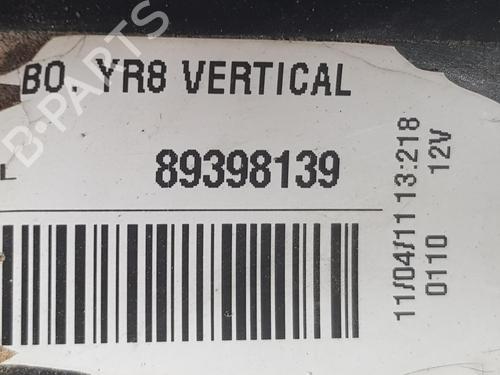 BO. YR8 VERTICAL
L
89398139
11/04/11 13:218
0110 12V
B-PARTS